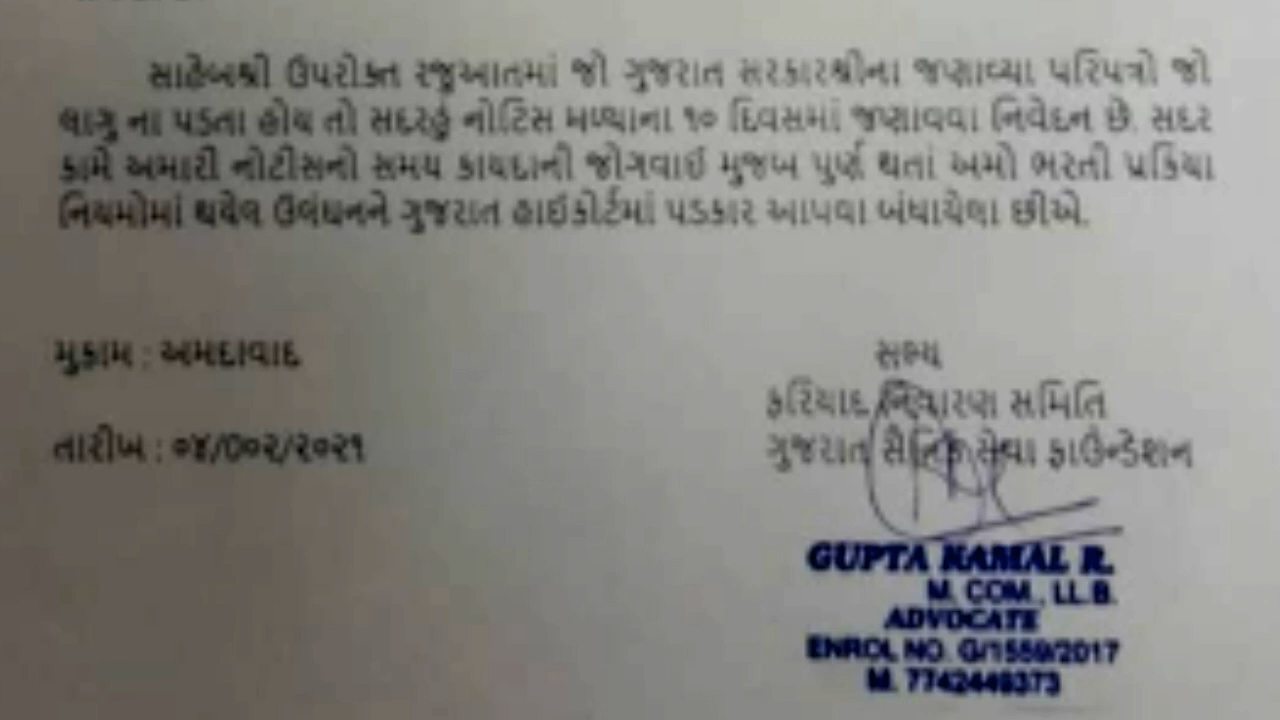 સાહેબશ્રી ઉપરોક્ત રજુઆતમાં જો ગુજરાત સરકારશ્રીના જણાવ્યા પરિપત્રો જો
લાગુ ના પડતા હોય તો સદરહું નોટિસ મળ્યાના ૧૦ દિવસમાં જણાવવા નિવેદન છે. સદર
કામે અમારી નોટીસનો સમય કાયદાની જોગવાઈ મુજબ પુર્ણ થતાં અમો ભરતી પ્રકિયા
નિયમોમાં થયેલ ઉલંઘનને ગુજરાત હાઈકોર્ટમાં પડકાર આપવા બંધાયેલા છીએ.
મુકામ : અમદાવાદ
સભ્ય
ફરિયાદ નિવારણ સમિતિ
તારીખ : ૦૪/૦૦૨/૨૦૨૧
ગુજરાત સૈનિક સેવા ફાઉન્ડેશન
GUPTA KAMAL R.
M. COM., LL.B.
ADVOCATE
ENROL NO. G/1559/2017
M. 7742449373